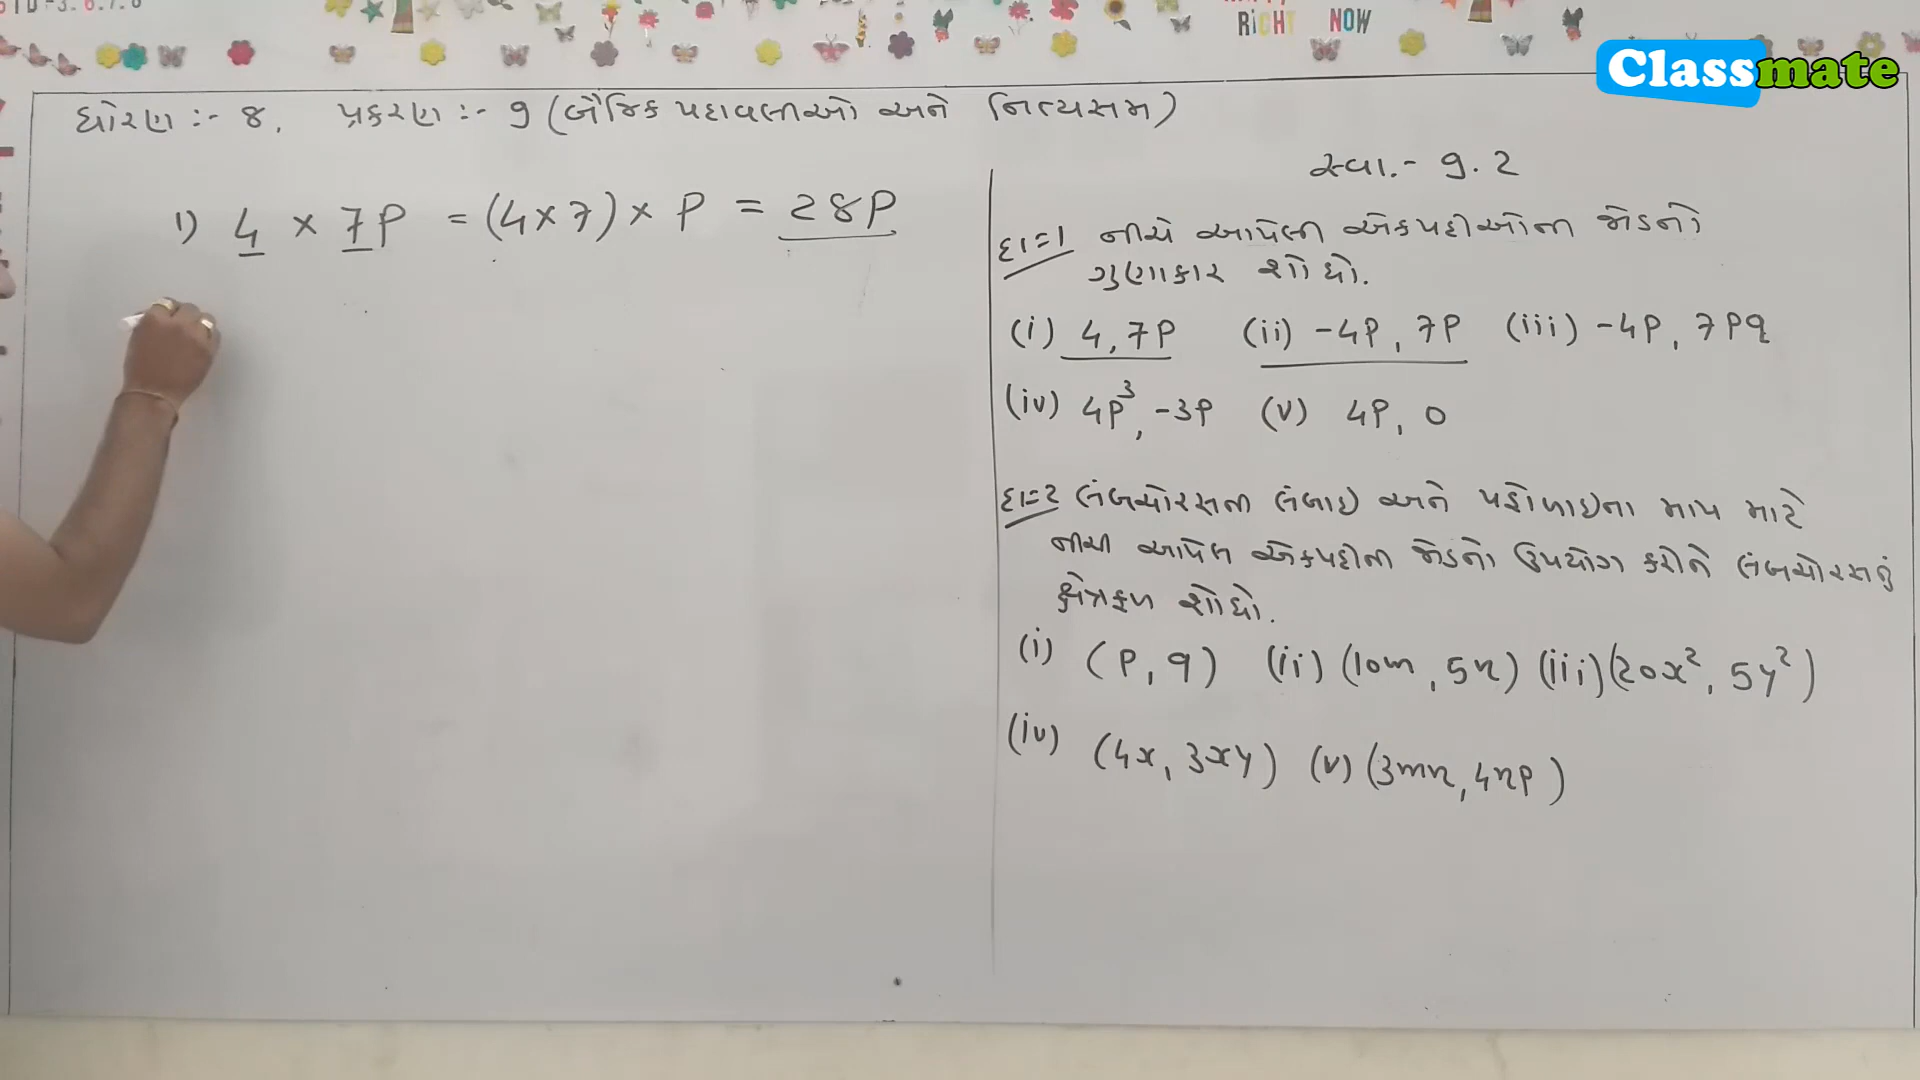 RIGHT NOW
Classmate
ધોરણ :- ૪. પ્રકરણ :- 9 (બૈજિક પદાવલીઓ અને નિત્યસમ)
સ્વા.- 9.2
1) 4 × 7P = (4×7) × P = 28P
દા=1 નીચે આપેલી એકપદીઓના જોડનો
ગુણાકાર શોધો.
(i) 4, 7P (ii) -4P, 7P (iii) -4P, 7Pq
(iv) 4P³, -3P (v) 4P, 0
દા=2 લંબચોરસની લંબાઇ અને પહોળાઇના માપ માટે
નીચી આપેલ એકપદીની જોડનો ઉપયોગ કરીને લંબચોરસનું
ક્ષેત્રફળ શોધો.
(i) (P, q) (ii) (10m, 5n) (iii) (20x², 5y²)
(iv) (4x, 3xy) (v) (3mn, 4np)